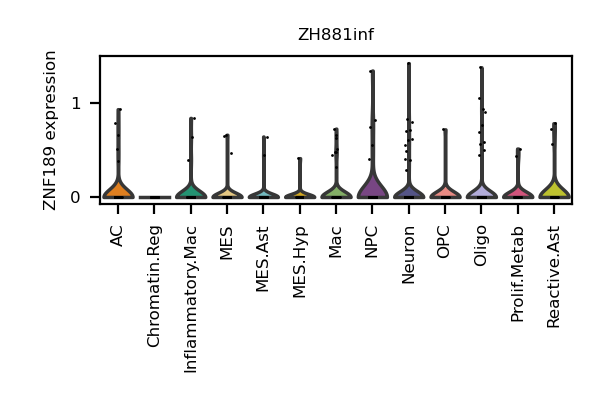 ZH881inf
ZNF189 expression
1
0
AC
Chromatin.Reg
Inflammatory.Mac
MES
MES.Ast
MES.Hyp
Mac
NPC
Neuron
OPC
Oligo
Prolif.Metab
Reactive.Ast